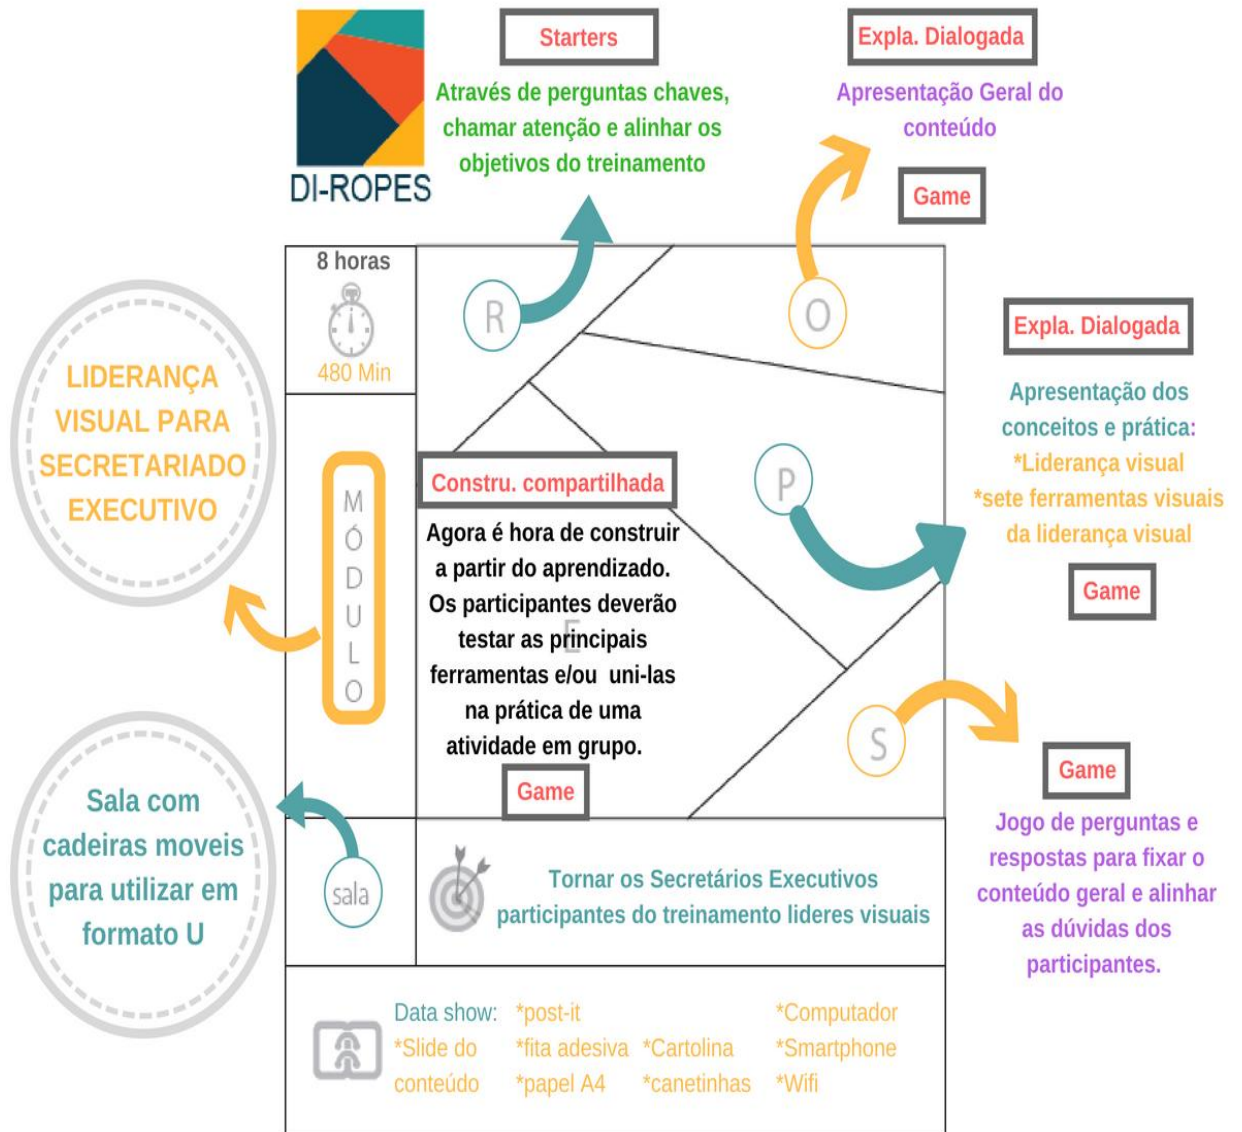 DI-ROPES
Starters
Através de perguntas chaves,
chamar atenção e alinhar os
objetivos do treinamento
Expla. Dialogada
Apresentação Geral do
conteúdo
Game
8 horas
480 Min
R
O
LIDERANÇA
VISUAL PARA
SECRETARIADO
EXECUTIVO
M
Ó
D
U
L
O
Constru. compartilhada
Agora é hora de construir
a partir do aprendizado.
Os participantes deverão
testar as principais
ferramentas e/ou uni-las
na prática de uma
atividade em grupo.
E
Game
P
Expla. Dialogada
Apresentação dos
conceitos e prática:
*Liderança visual
*sete ferramentas visuais
da liderança visual
Game
S
Game
Jogo de perguntas e
respostas para fixar o
conteúdo geral e alinhar
as dúvidas dos
participantes.
Sala com
cadeiras moveis
para utilizar em
formato U
sala
Tornar os Secretários Executivos
participantes do treinamento lideres visuais
Data show:
*Slide do
conteúdo
*post-it
*fita adesiva
*papel A4
*Cartolina
*canetinhas
*Computador
*Smartphone
*Wifi